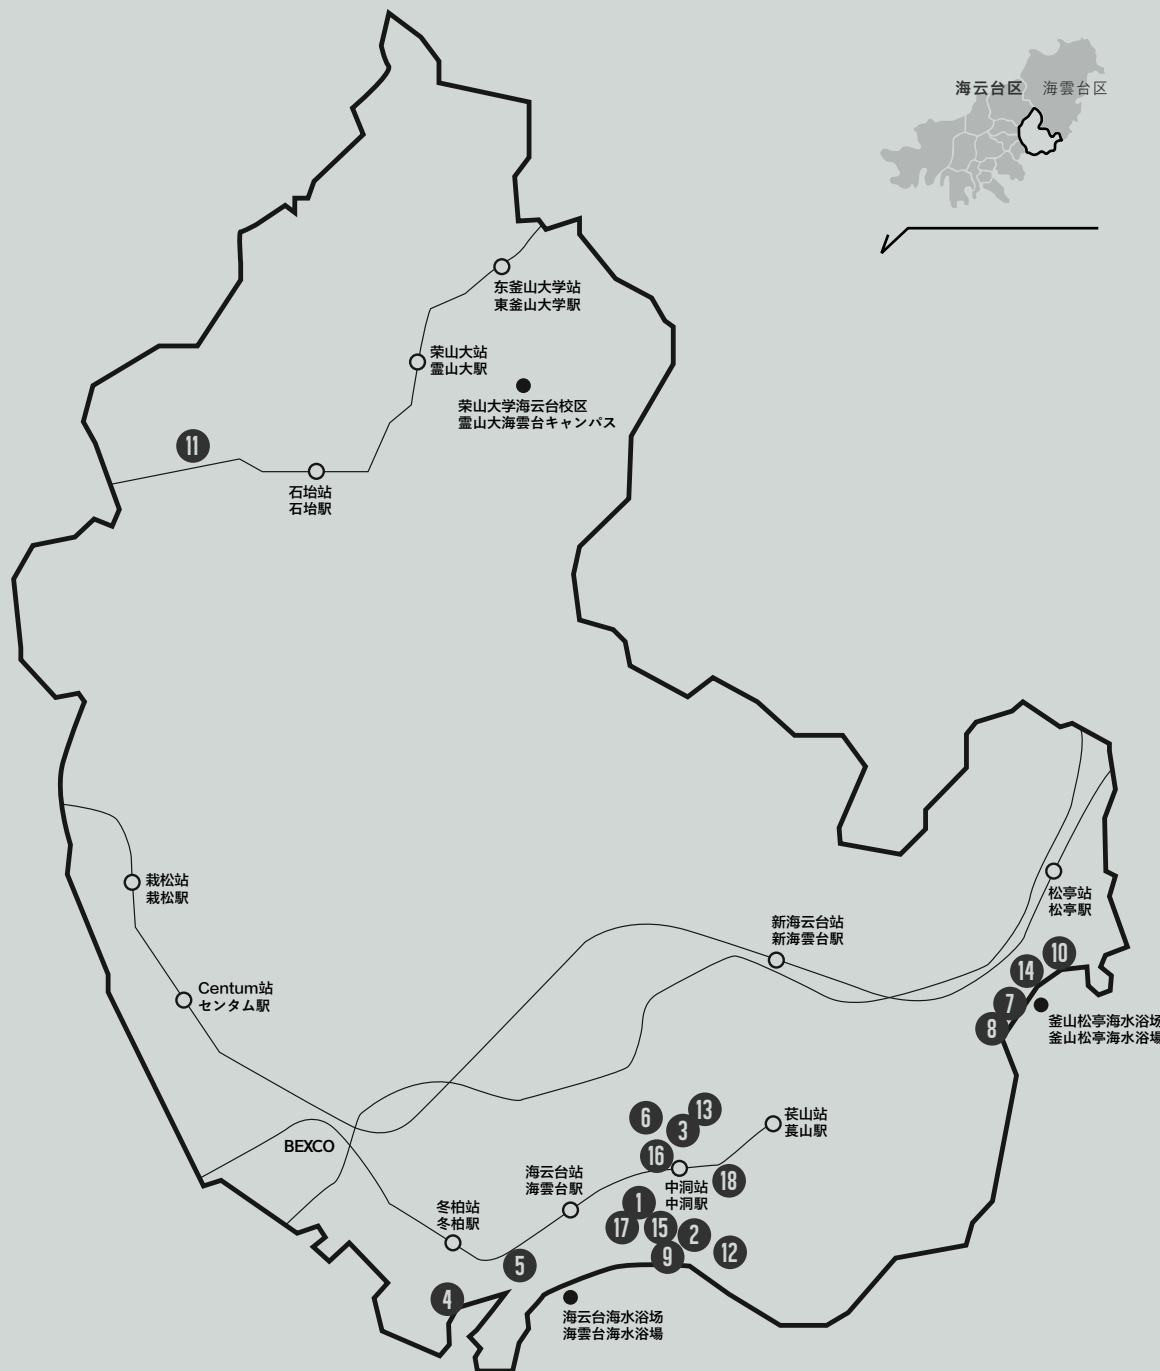 海云台区 海雲台区
东釜山大学站
東釜山大学駅
荣山大站
霊山大駅
荣山大学海云台校区
霊山大海雲台キャンパス
11
石坮站
石坮駅
栽松站
栽松駅
新海云台站
新海雲台駅
松亭站
松亭駅
10
14
7
8
釜山松亭海水浴场
釜山松亭海水浴場
Centum站
センタム駅
BEXCO
6
13
3
16
苌山站
萇山駅
海云台站
海雲台駅
中洞站
中洞駅
18
1
17
15
2
9
12
冬柏站
冬柏駅
5
4
海云台海水浴场
海雲台海水浴場